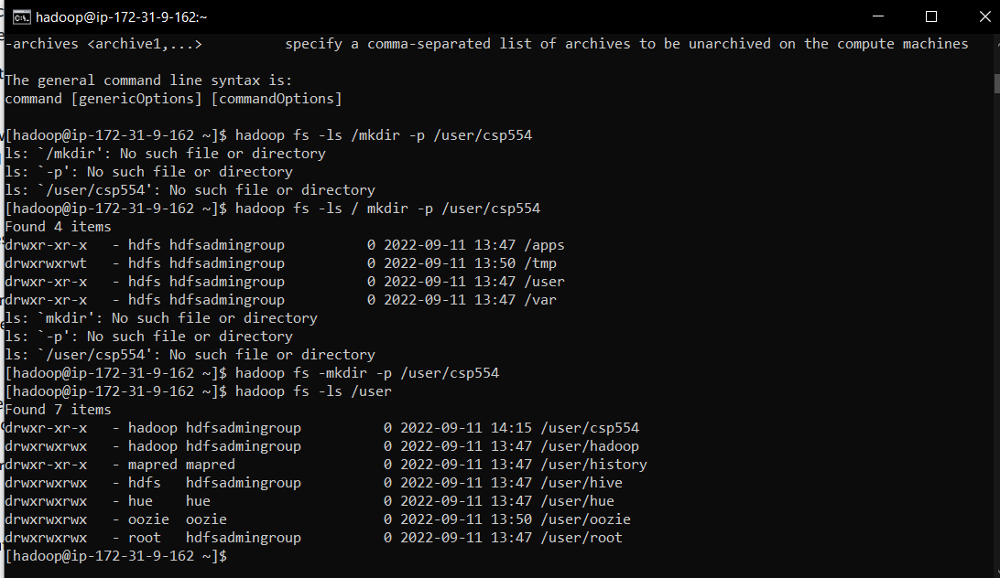 hadoop@ip-172-31-9-162:~
-archives <archive1,...>          specify a comma-separated list of archives to be unarchived on the compute machines
The general command line syntax is:
command [genericOptions] [commandOptions]
[hadoop@ip-172-31-9-162 ~]$ hadoop fs -ls /mkdir -p /user/csp554
ls: `/mkdir': No such file or directory
ls: `-p': No such file or directory
ls: `/user/csp554': No such file or directory
[hadoop@ip-172-31-9-162 ~]$ hadoop fs -ls / mkdir -p /user/csp554
Found 4 items
drwxr-xr-x   - hdfs hdfsadmingroup          0 2022-09-11 13:47 /apps
drwxrwxrwt   - hdfs hdfsadmingroup          0 2022-09-11 13:50 /tmp
drwxr-xr-x   - hdfs hdfsadmingroup          0 2022-09-11 13:47 /user
drwxr-xr-x   - hdfs hdfsadmingroup          0 2022-09-11 13:47 /var
ls: `mkdir': No such file or directory
ls: `-p': No such file or directory
ls: `/user/csp554': No such file or directory
[hadoop@ip-172-31-9-162 ~]$ hadoop fs -mkdir -p /user/csp554
[hadoop@ip-172-31-9-162 ~]$ hadoop fs -ls /user
Found 7 items
drwxr-xr-x   - hadoop hdfsadmingroup          0 2022-09-11 14:15 /user/csp554
drwxrwxrwx   - hadoop hdfsadmingroup          0 2022-09-11 13:47 /user/hadoop
drwxr-xr-x   - mapred mapred                  0 2022-09-11 13:47 /user/history
drwxrwxrwx   - hdfs   hdfsadmingroup          0 2022-09-11 13:47 /user/hive
drwxrwxrwx   - hue    hue                     0 2022-09-11 13:47 /user/hue
drwxrwxrwx   - oozie  oozie                   0 2022-09-11 13:50 /user/oozie
drwxrwxrwx   - root   hdfsadmingroup          0 2022-09-11 13:47 /user/root
[hadoop@ip-172-31-9-162 ~]$